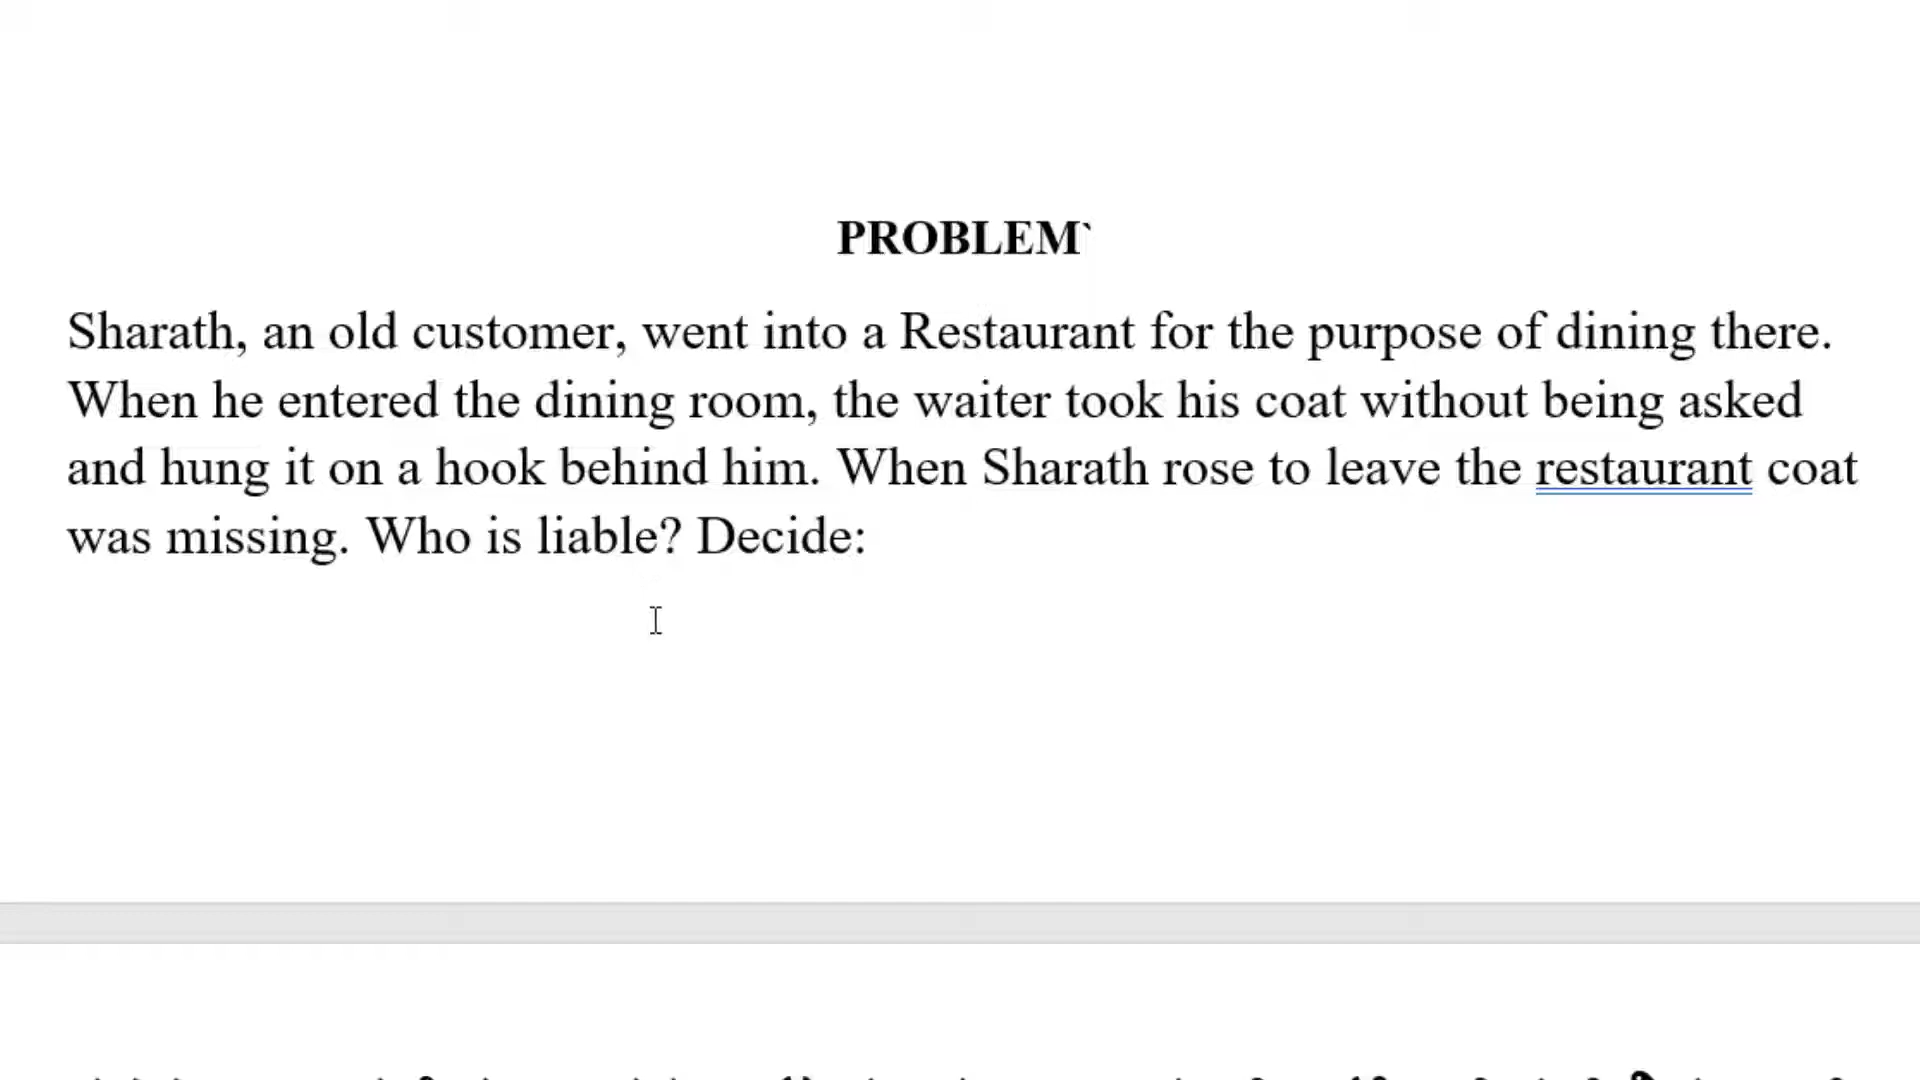 PROBLEM`
Sharath, an old customer, went into a Restaurant for the purpose of dining there.
When he entered the dining room, the waiter took his coat without being asked
and hung it on a hook behind him. When Sharath rose to leave the restaurant coat
was missing. Who is liable? Decide: